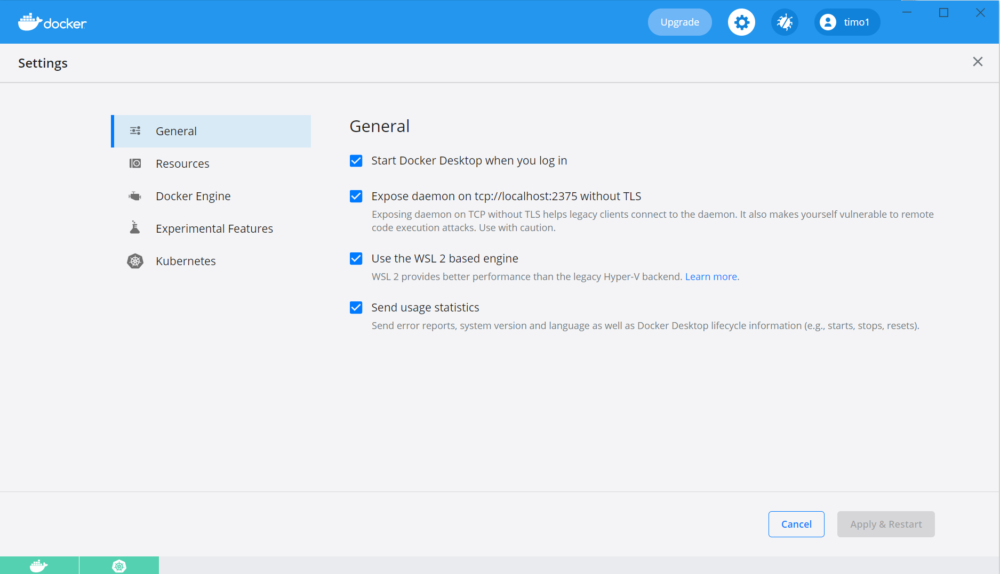 docker
Upgrade
timo1
Settings
General
Resources
Docker Engine
Experimental Features
Kubernetes
General
Start Docker Desktop when you log in
Expose daemon on tcp://localhost:2375 without TLS
Exposing daemon on TCP without TLS helps legacy clients connect to the daemon. It also makes yourself vulnerable to remote
code execution attacks. Use with caution.
Use the WSL 2 based engine
WSL 2 provides better performance than the legacy Hyper-V backend. Learn more.
Send usage statistics
Send error reports, system version and language as well as Docker Desktop lifecycle information (e.g., starts, stops, resets).
Cancel
Apply & Restart